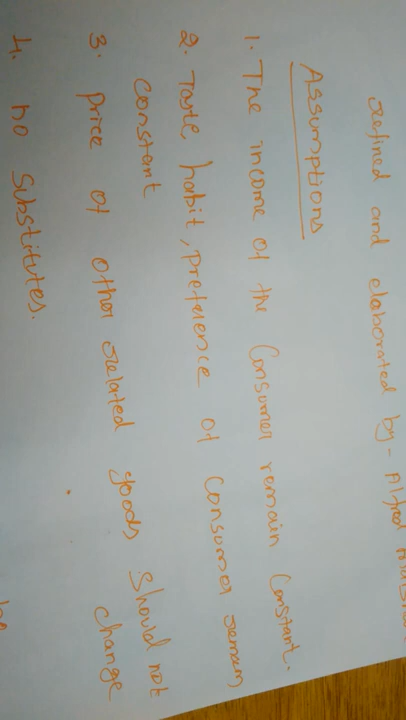 Refined and elaborated by - Alfred
Assumptions
1. The income of the Consumer remain Constant.
2. Taste, habit, Preference of Consumer remain
Constant
3. Price of other related goods should not
change
4. no Substitutes.